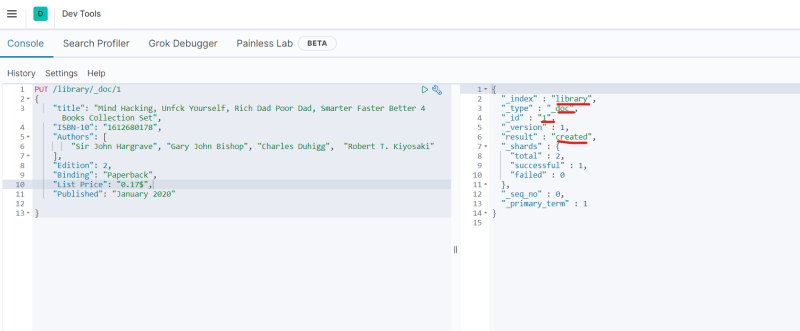 D Dev Tools
Console Search Profiler Grok Debugger Painless Lab BETA
History Settings Help
1 PUT /library/_doc/1
2 {
3 "title": "Mind Hacking, Unfck Yourself, Rich Dad Poor Dad, Smarter Faster Better 4
Books Collection Set",
4 "ISBN-10": "1612680178",
5 "Authors": [
6 "Sir John Hargrave", "Gary John Bishop", "Charles Duhigg", "Robert T. Kiyosaki"
7 ],
8 "Edition": 2,
9 "Binding": "Paperback",
10 "List Price": "0.17$",
11 "Published": "January 2020"
12
13 }
1 {
2 "_index" : "library",
3 "_type" : "_doc",
4 "_id" : "1",
5 "_version" : 1,
6 "result" : "created",
7 "_shards" : {
8 "total" : 2,
9 "successful" : 1,
10 "failed" : 0
11 },
12 "_seq_no" : 0,
13 "_primary_term" : 1
14 }
15